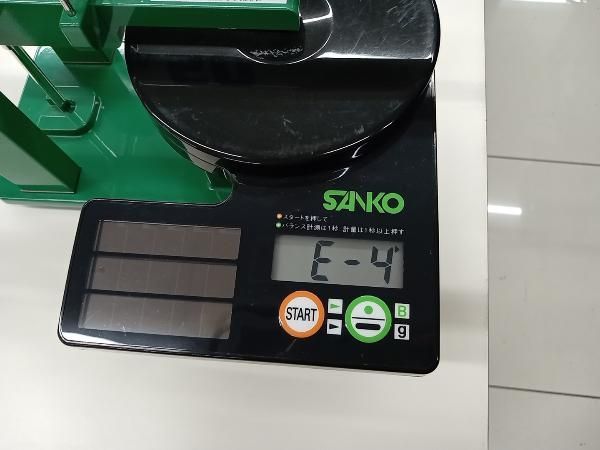 SANKO
スタートを押して
バランス計測は1秒 計量は1秒以上押す
E-4
START
B
g